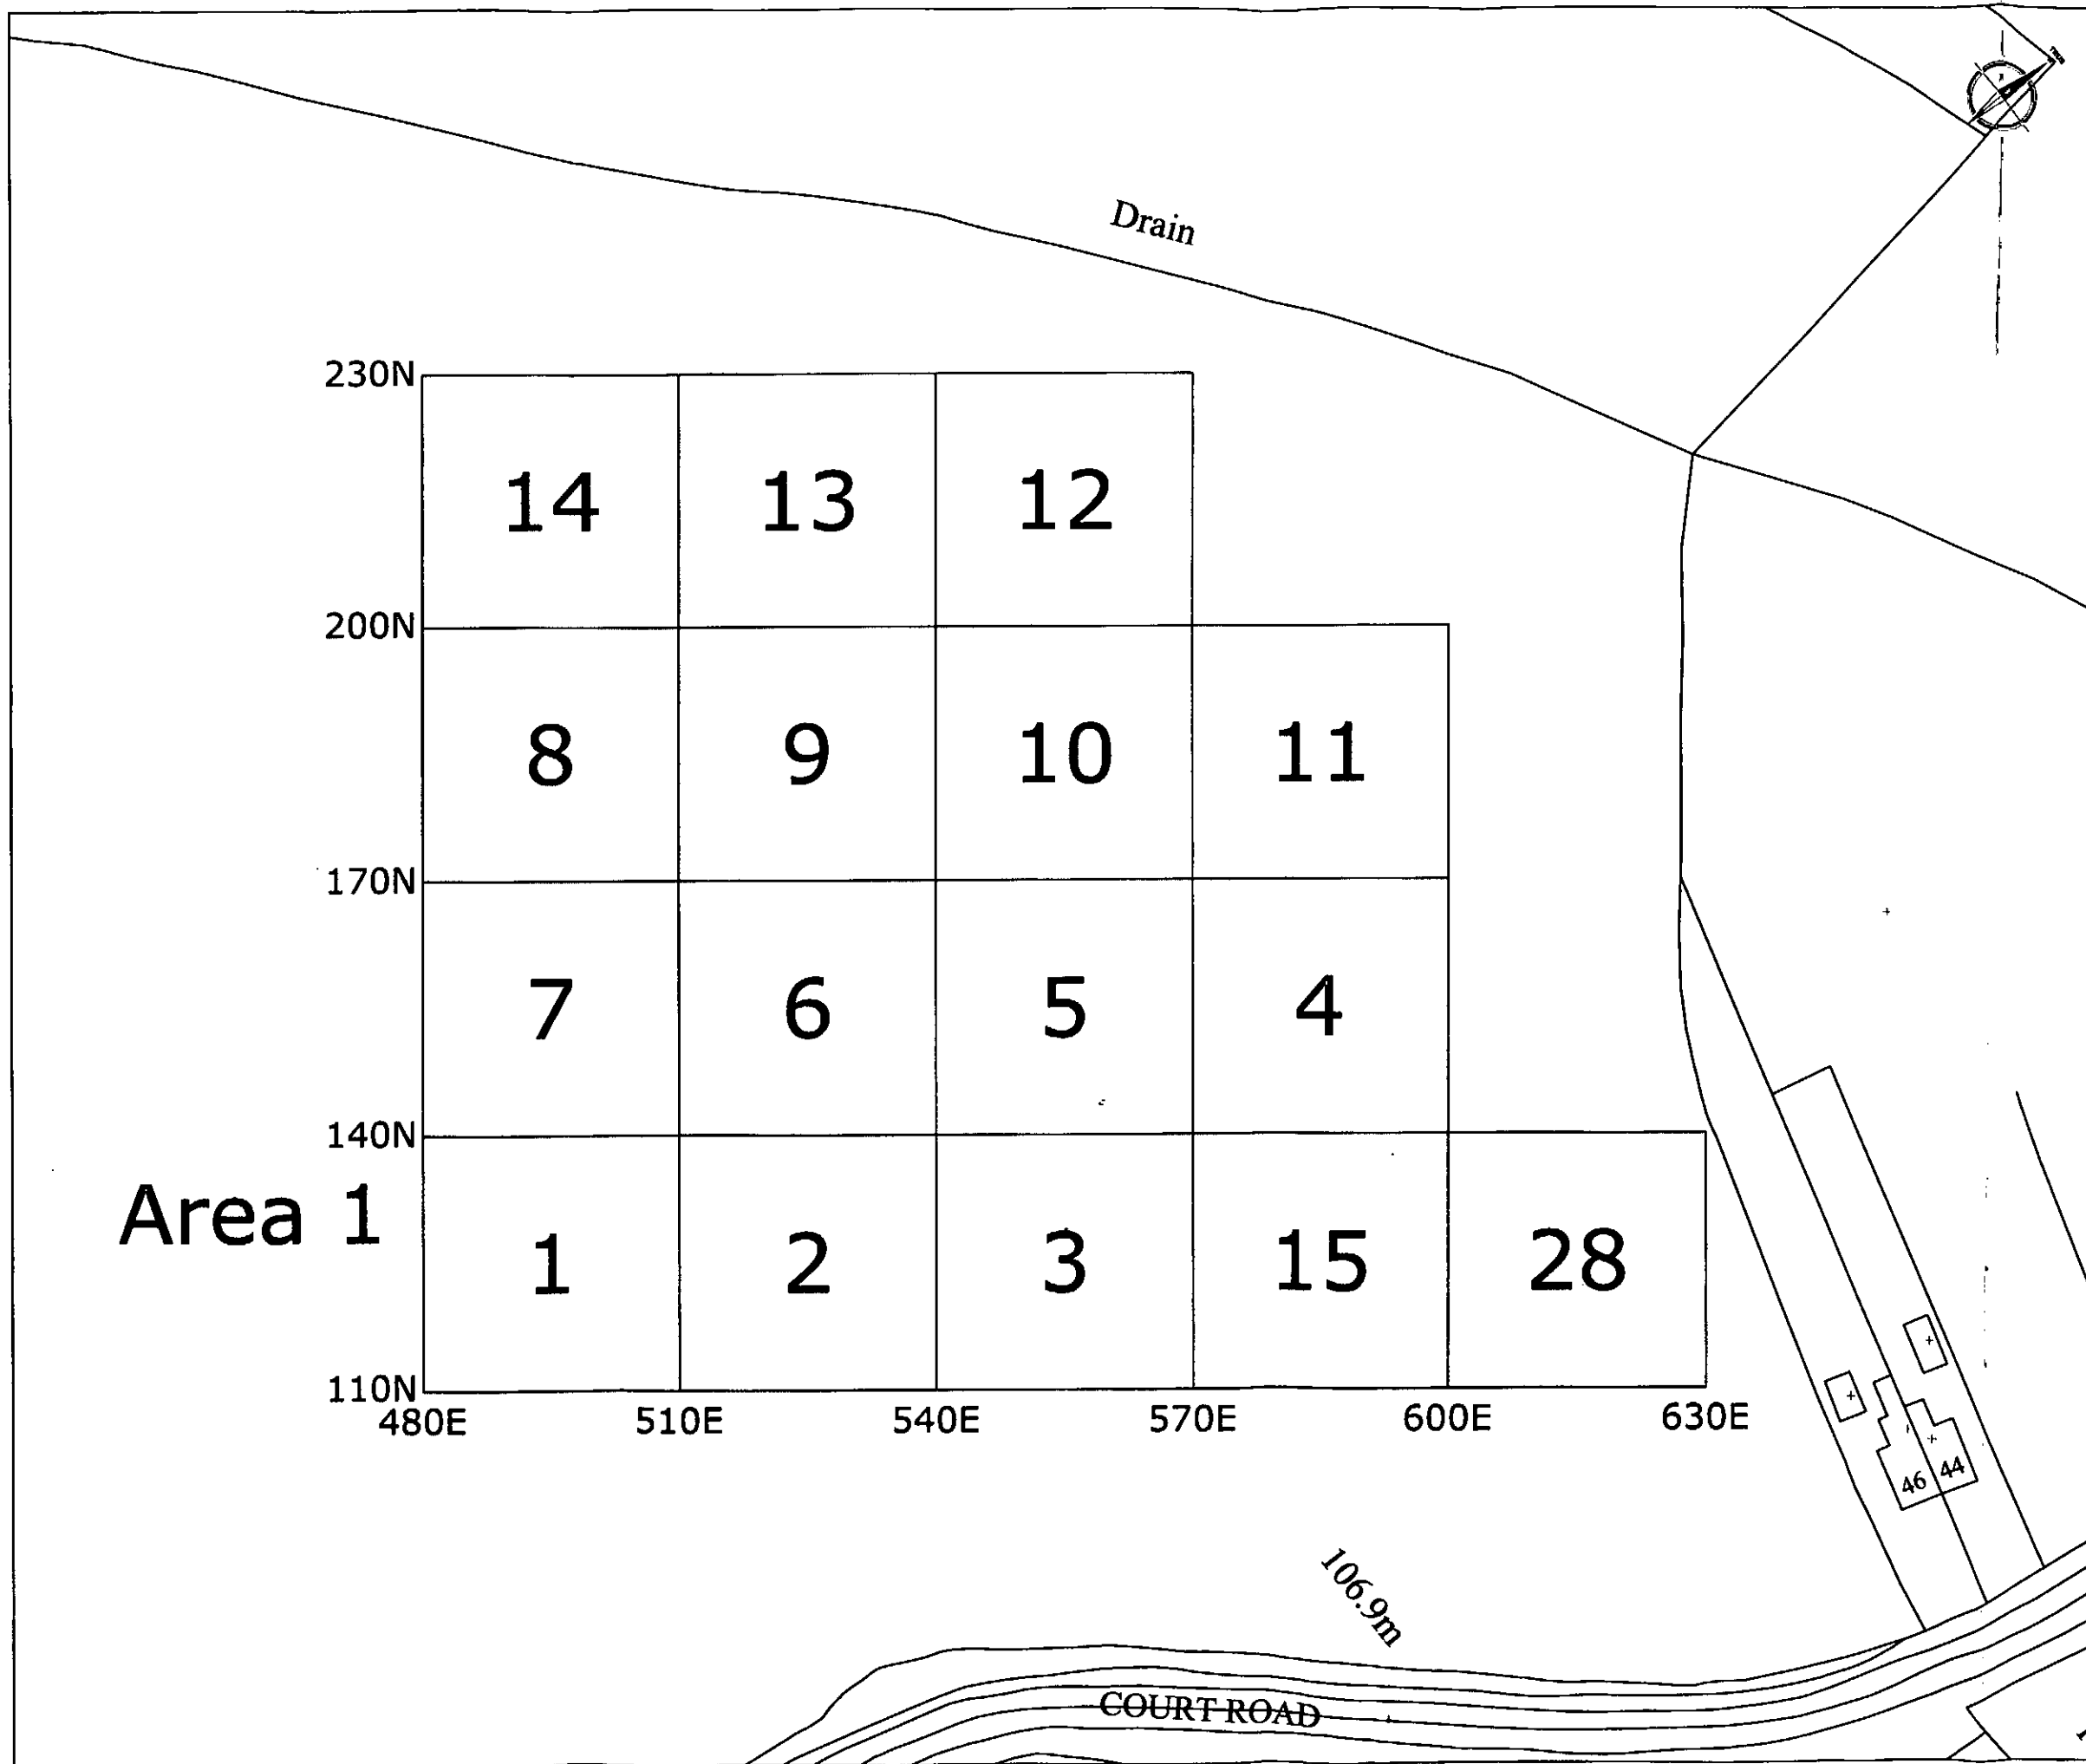 Drain
230N
14 13 12
200N
8 9 10 11
170N
7 6 5 4
140N
Area 1
1 2 3 15 28
110N
480E 510E 540E 570E 600E 630E
46 44
106.9m
COURT ROAD